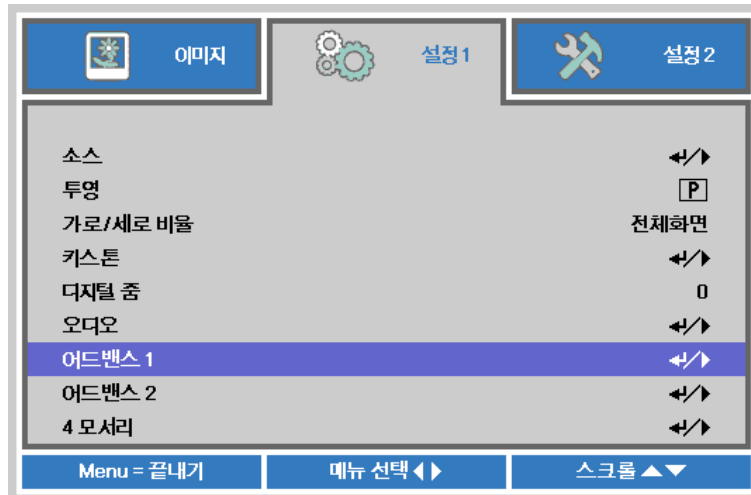 이미지
설정 1
설정 2
소스
투영 P
가로/세로 비율 전체화면
키스톤
디지털 줌 0
오디오
어드밴스 1
어드밴스 2
4 모서리
Menu = 끝내기
메뉴 선택 ◀ ▶
스크롤 ▲▼